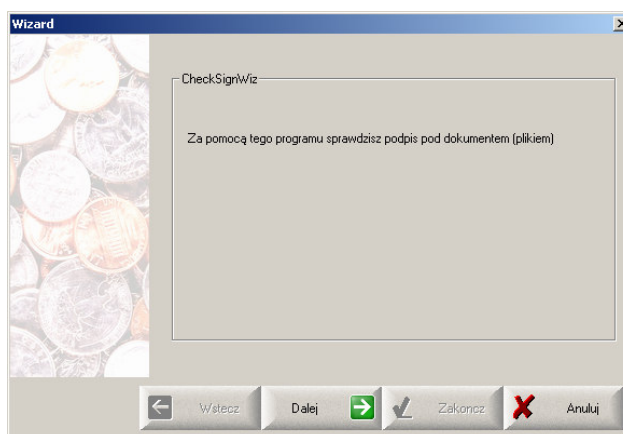 Wizard
CheckSignWiz
Za pomocą tego programu sprawdzisz podpis pod dokumentem (plikiem)
Wstecz Dalej Zakoncz Anuluj